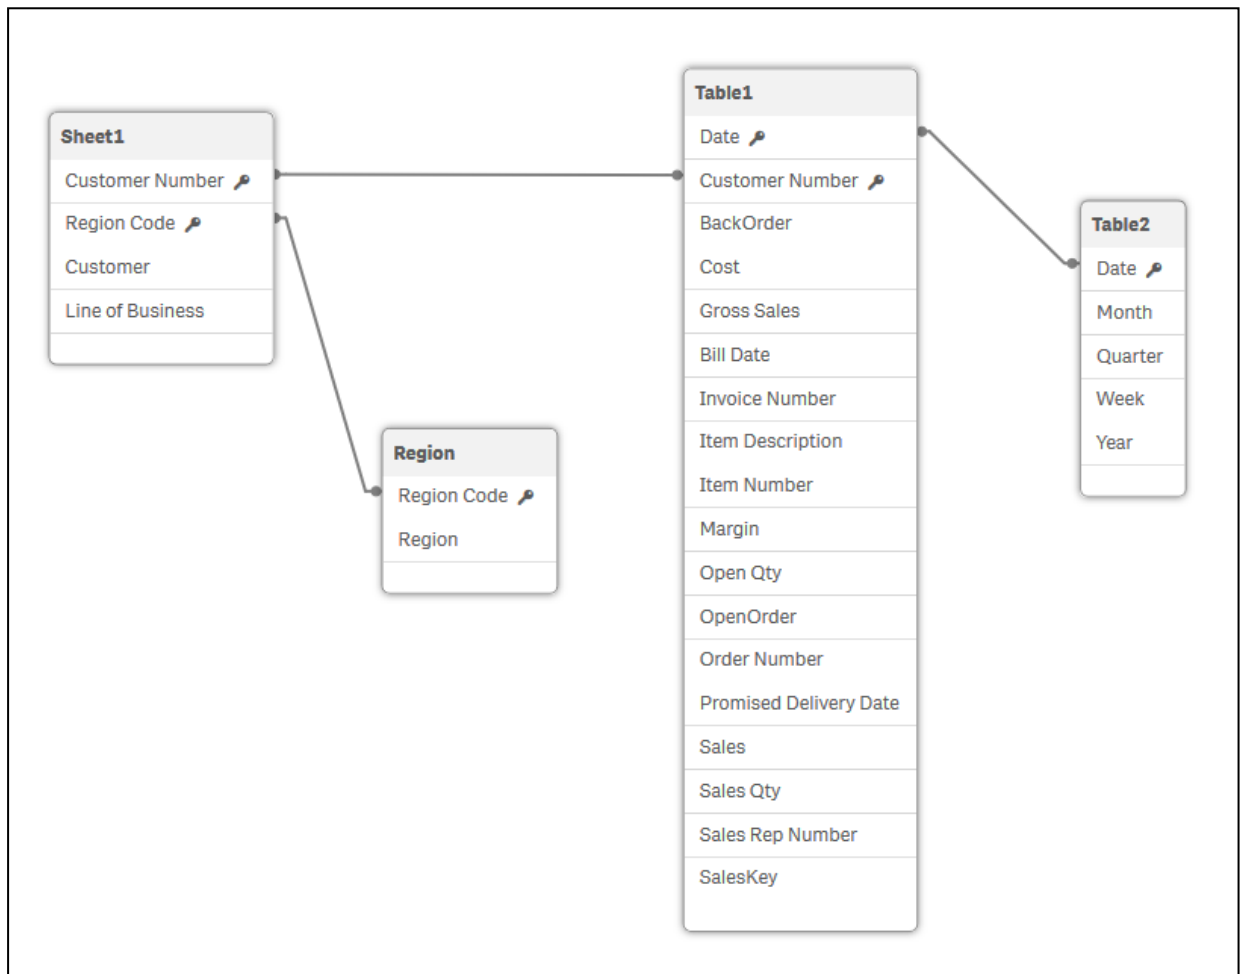 Sheet1
Customer Number
Region Code
Customer
Line of Business
Region
Region Code
Region
Table1
Date
Customer Number
BackOrder
Cost
Gross Sales
Bill Date
Invoice Number
Item Description
Item Number
Margin
Open Qty
OpenOrder
Order Number
Promised Delivery Date
Sales
Sales Qty
Sales Rep Number
SalesKey
Table2
Date
Month
Quarter
Week
Year